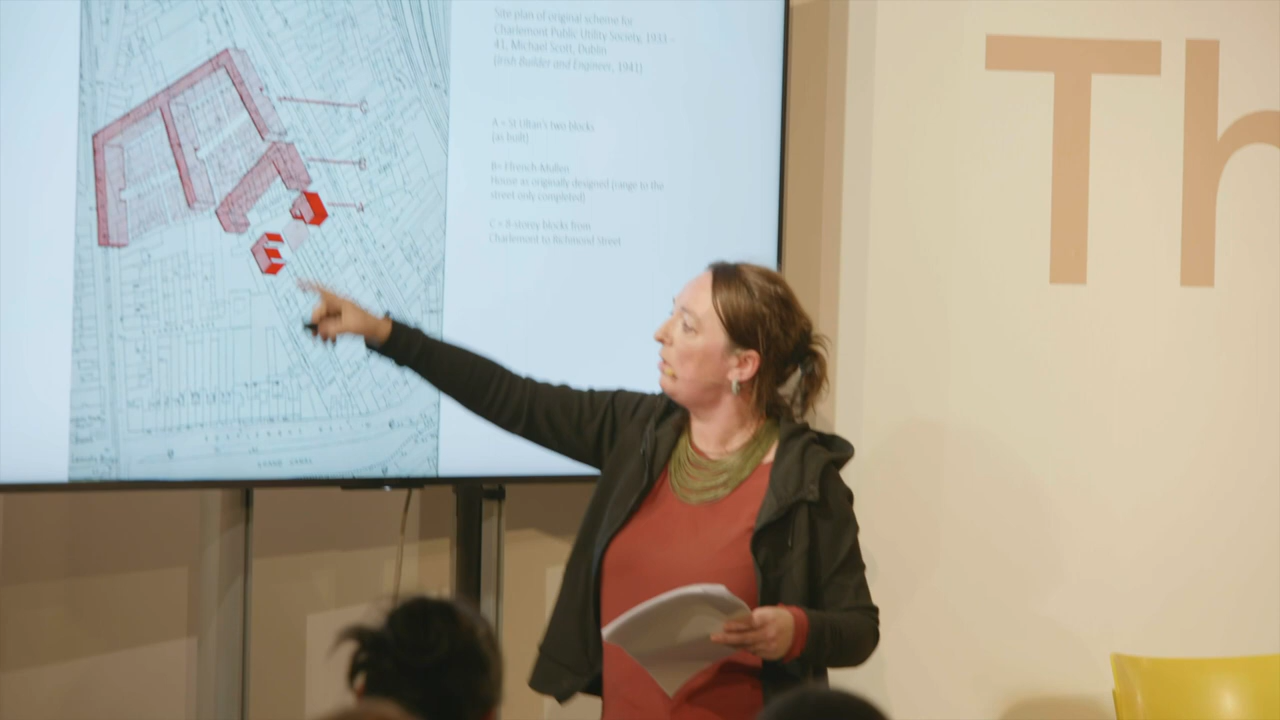 Site plan of original scheme for
Charlemont Public Utility Society, 1933 –
41, Michael Scott, Dublin
(Irish Builder and Engineer, 1941)
A = St Ultan's two blocks
(as built)
B= Ffrench-Mullen
House as originally designed (range to the
street only completed)
C = 8-storey blocks from
Charlemont to Richmond Street
Th